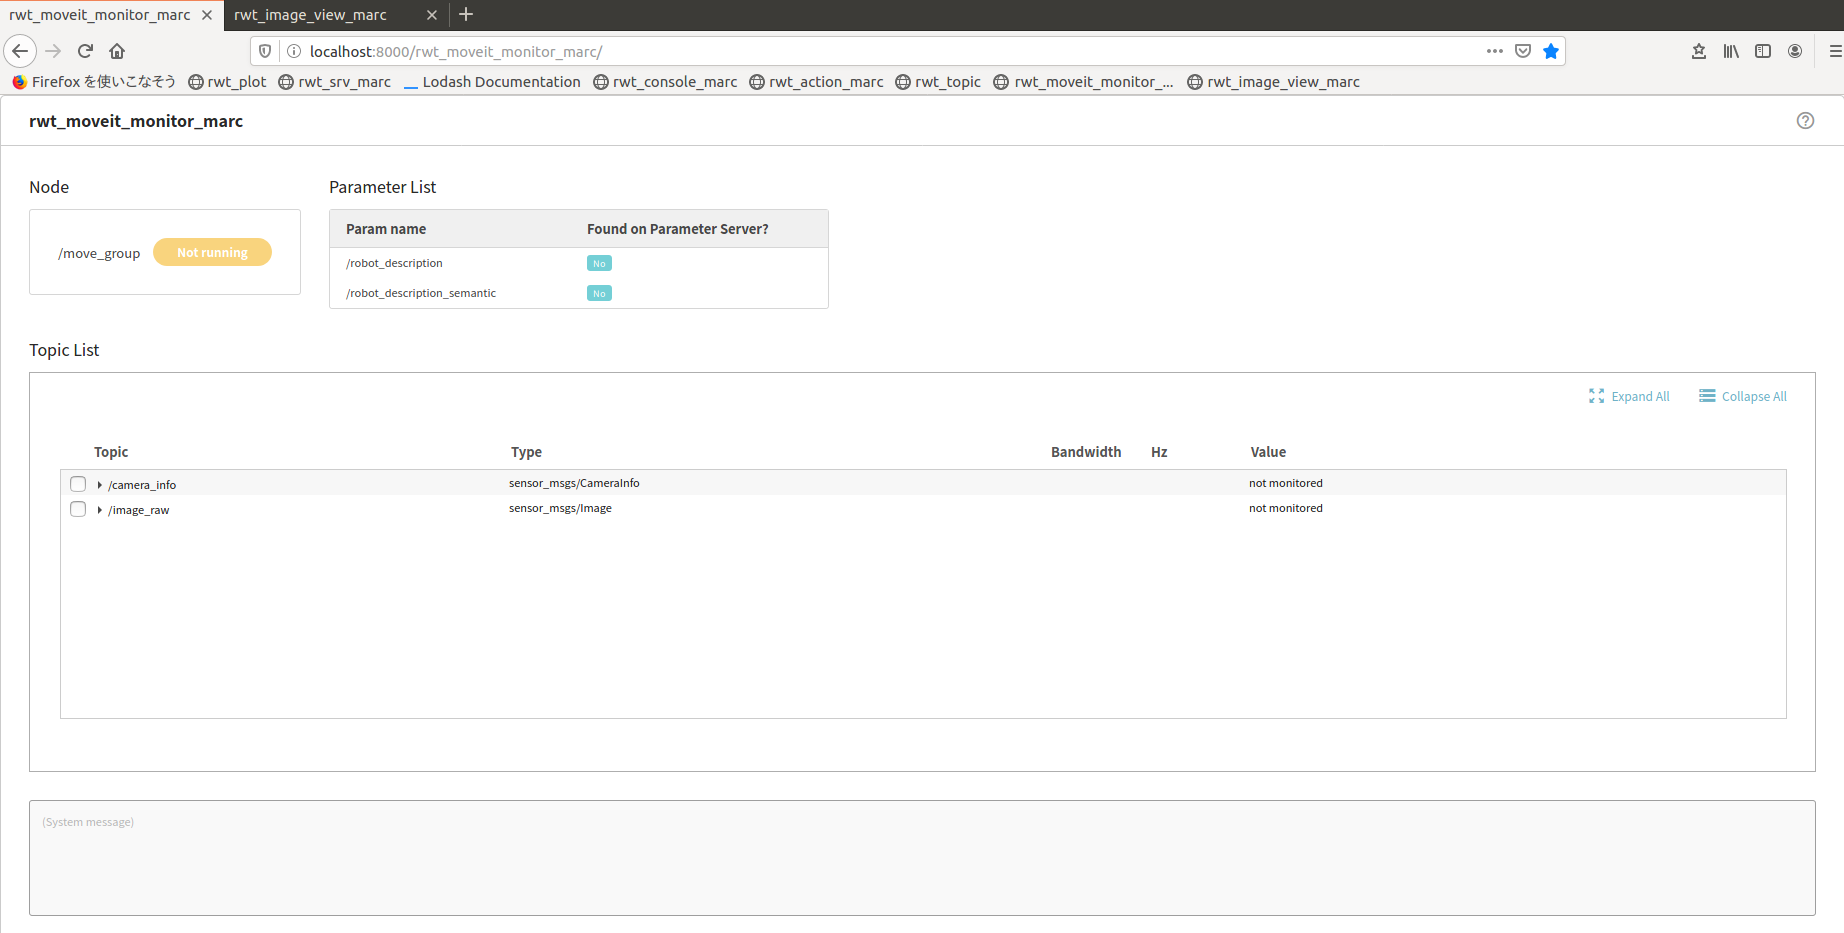 rwt_moveit_monitor_marc rwt_image_view_marc
localhost:8000/rwt_moveit_monitor_marc/
Firefox を使いこなそう rwt_plot rwt_srv_marc Lodash Documentation rwt_console_marc rwt_action_marc rwt_topic rwt_moveit_monitor_... rwt_image_view_marc
rwt_moveit_monitor_marc
Node Parameter List
Param name Found on Parameter Server?
/move_group Not running
/robot_description No
/robot_description_semantic No
Topic List
Expand All Collapse All
Topic Type Bandwidth Hz Value
/camera_info sensor_msgs/CameraInfo not monitored
/image_raw sensor_msgs/Image not monitored
(System message)